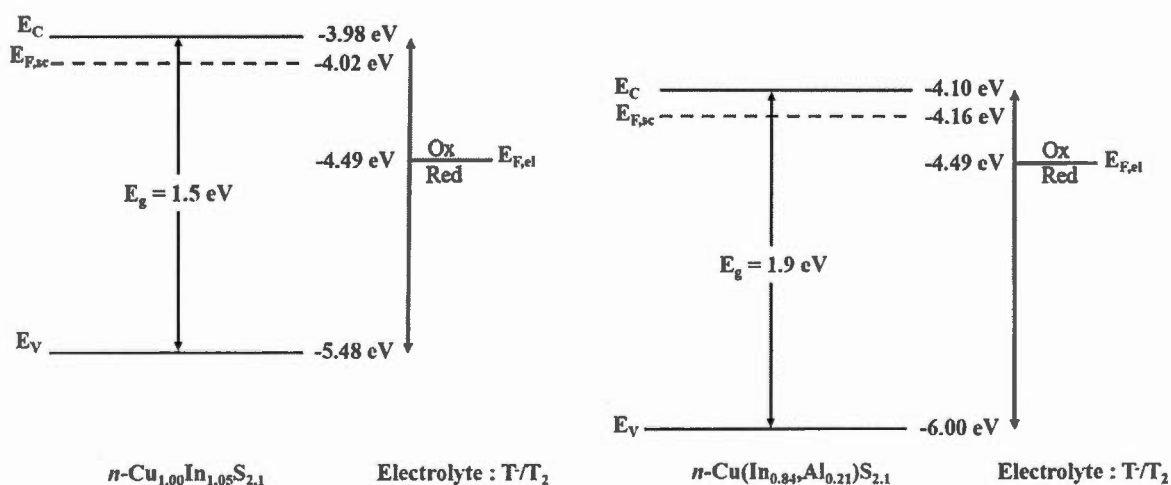 E_C -3.98 eV
E_F,sc -4.02 eV
-4.49 eV Ox E_F,el
Red
E_g = 1.5 eV
E_V -5.48 eV
n-Cu1.00In1.05S2.1 Electrolyte : T-/T2
E_C -4.10 eV
E_F,sc -4.16 eV
-4.49 eV Ox E_F,el
Red
E_g = 1.9 eV
E_V -6.00 eV
n-Cu(In0.84,Al0.21)S2.1 Electrolyte : T-/T2